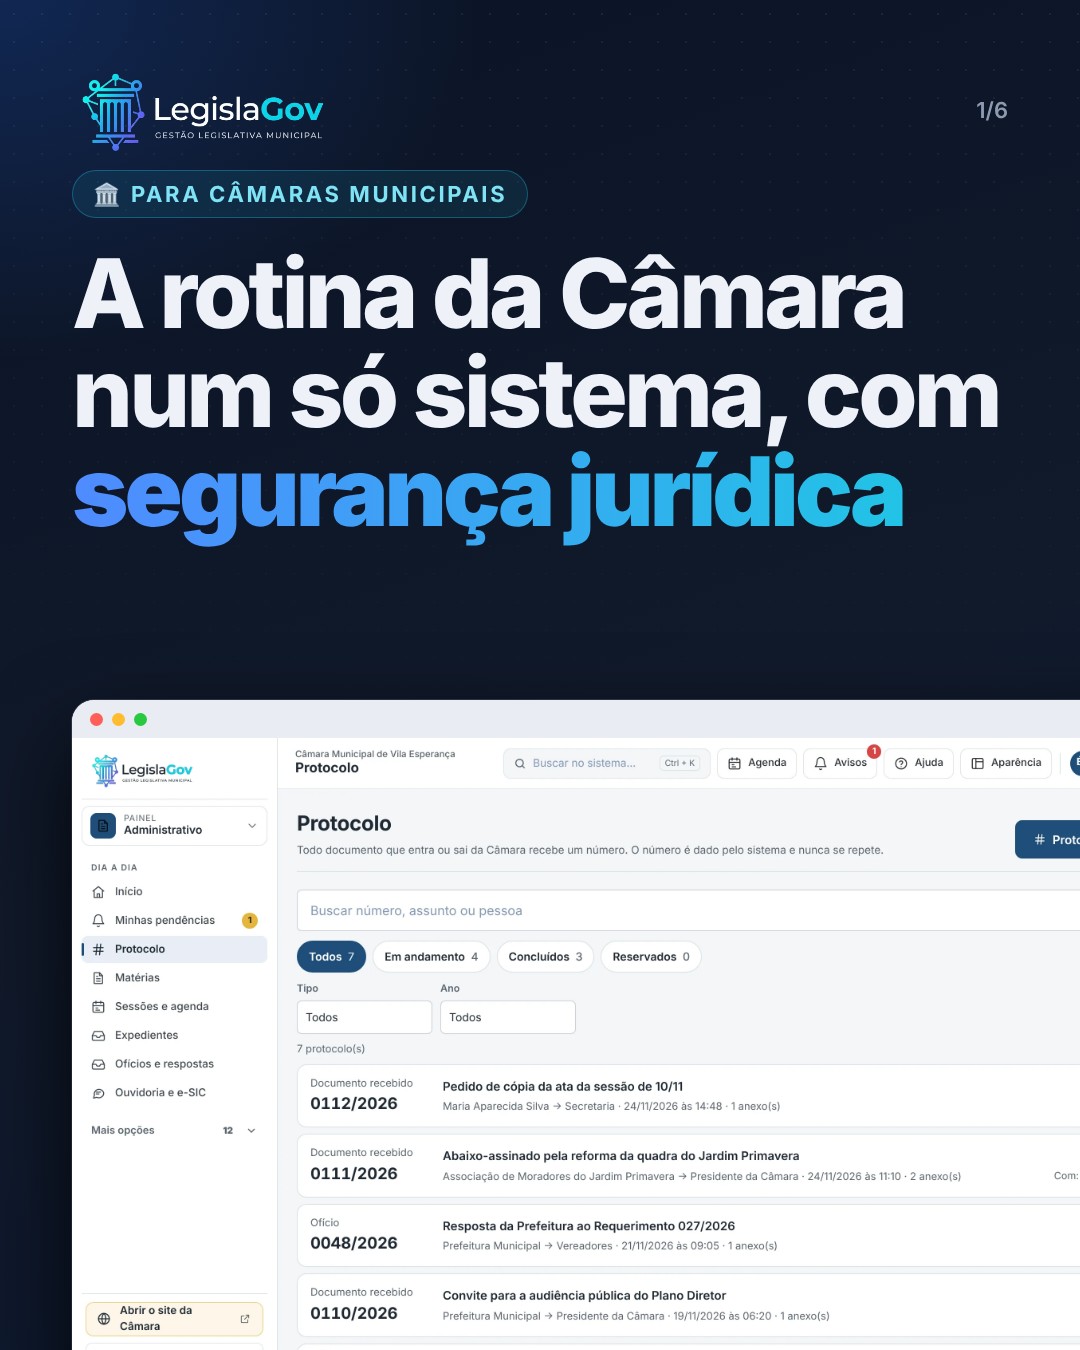 LegislaGov
GESTÃO LEGISLATIVA MUNICIPAL
1/6
PARA CÂMARAS MUNICIPAIS
A rotina da Câmara
num só sistema, com
segurança jurídica
LegislaGov
GESTÃO LEGISLATIVA MUNICIPAL
Câmara Municipal de Vila Esperança
Protocolo
Buscar no sistema...
Ctrl + K
Agenda
Avisos
1
Ajuda
Aparência
PAINEL
Administrativo
DIA A DIA
Início
Minhas pendências
1
Protocolo
Matérias
Sessões e agenda
Expedientes
Ofícios e respostas
Ouvidoria e e-SIC
Mais opções 12
Abrir o site da
Câmara
Protocolo
Todo documento que entra ou sai da Câmara recebe um número. O número é dado pelo sistema e nunca se repete.
# Proto
Buscar número, assunto ou pessoa
Todos 7
Em andamento 4
Concluídos 3
Reservados 0
Tipo
Ano
Todos
Todos
7 protocolo(s)
Documento recebido
0112/2026
Pedido de cópia da ata da sessão de 10/11
Maria Aparecida Silva → Secretaria · 24/11/2026 às 14:48 · 1 anexo(s)
Documento recebido
0111/2026
Abaixo-assinado pela reforma da quadra do Jardim Primavera
Associação de Moradores do Jardim Primavera → Presidente da Câmara · 24/11/2026 às 11:10 · 2 anexo(s)
Com:
Ofício
0048/2026
Resposta da Prefeitura ao Requerimento 027/2026
Prefeitura Municipal → Vereadores · 21/11/2026 às 09:05 · 1 anexo(s)
Documento recebido
0110/2026
Convite para a audiência pública do Plano Diretor
Prefeitura Municipal → Presidente da Câmara · 19/11/2026 às 06:20 · 1 anexo(s)